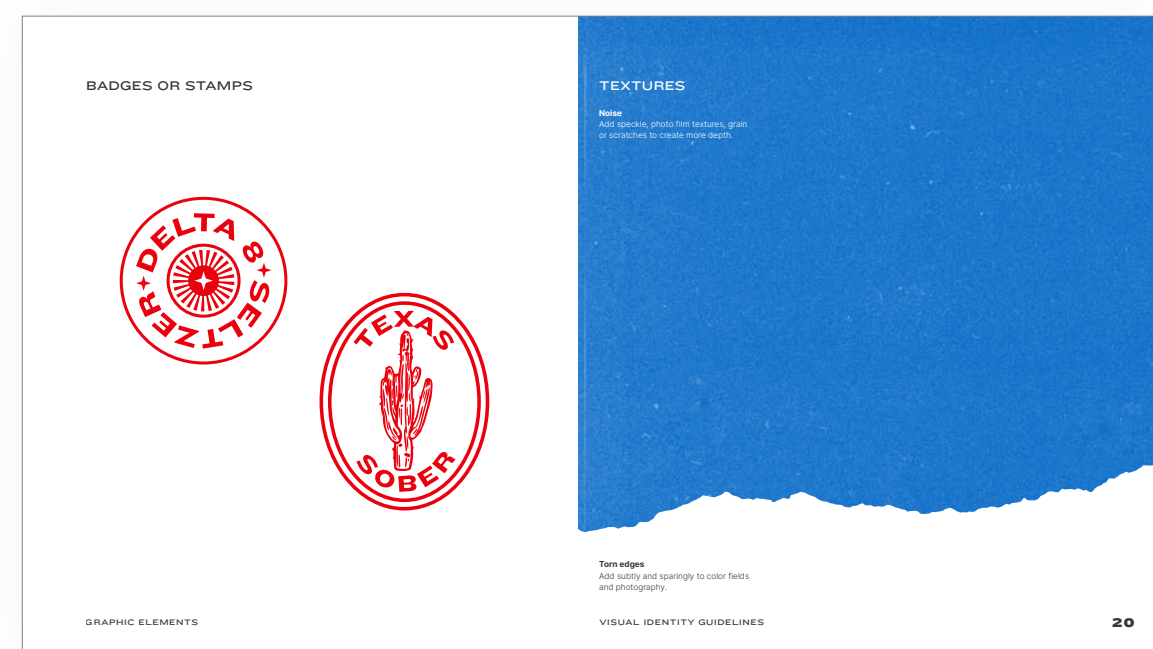 BADGES OR STAMPS
DELTA 8
SELTZER
TEXAS
SOBER
GRAPHIC ELEMENTS
TEXTURES
Noise
Add speckle, photo film textures, grain
or scratches to create more depth.
Torn edges
Add subtly and sparingly to color fields
and photography.
VISUAL IDENTITY GUIDELINES
20